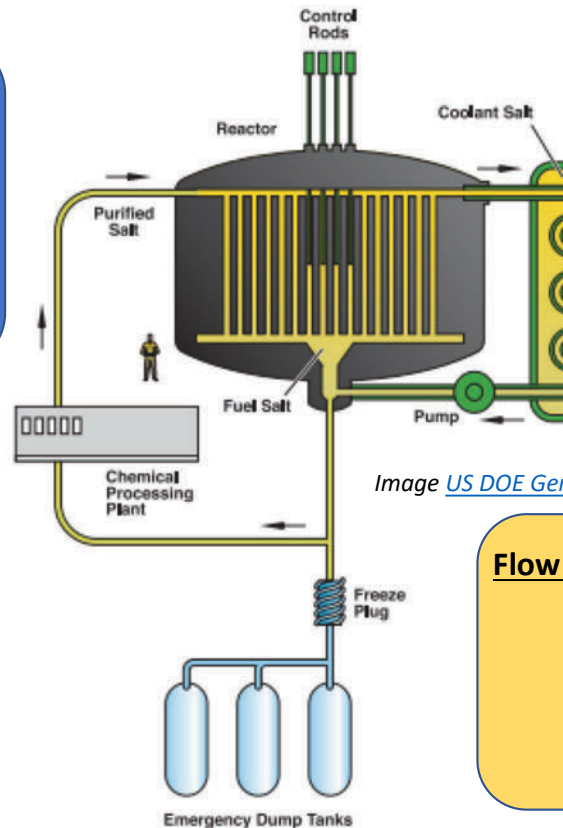 Control
Rods
Coolant Salt
Reactor
Purified
Salt
Fuel Salt
Pump
Chemical
Processing
Plant
Image US DOE Ger
Flow
Freeze
Plug
Emergency Dump Tanks